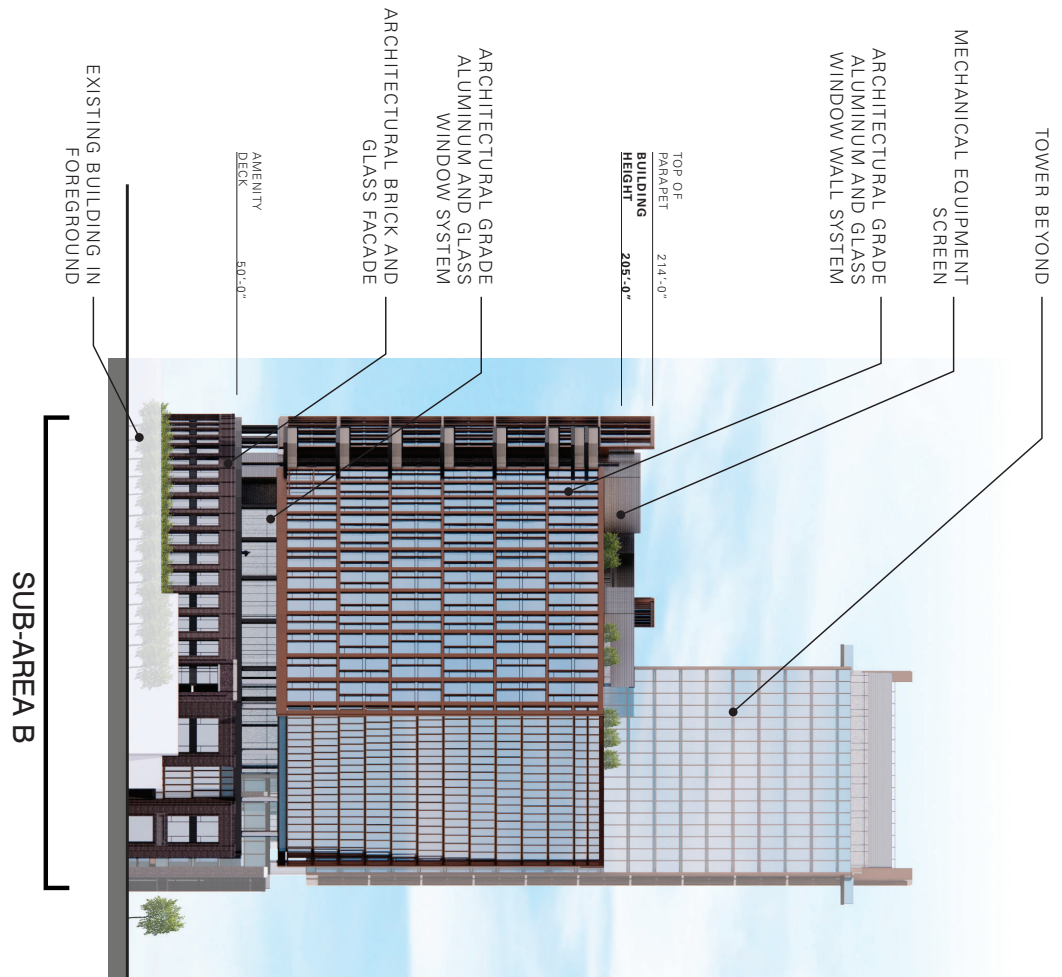 TOWER BEYOND
MECHANICAL EQUIPMENT
SCREEN
ARCHITECTURAL GRADE
ALUMINUM AND GLASS
WINDOW WALL SYSTEM
TOP OF
PARAPET 214'-0"
BUILDING
HEIGHT 205'-0"
ARCHITECTURAL GRADE
ALUMINUM AND GLASS
WINDOW SYSTEM
ARCHITECTURAL BRICK AND
GLASS FACADE
AMENITY
DECK 50'-0"
EXISTING BUILDING IN
FOREGROUND
SUB-AREA B